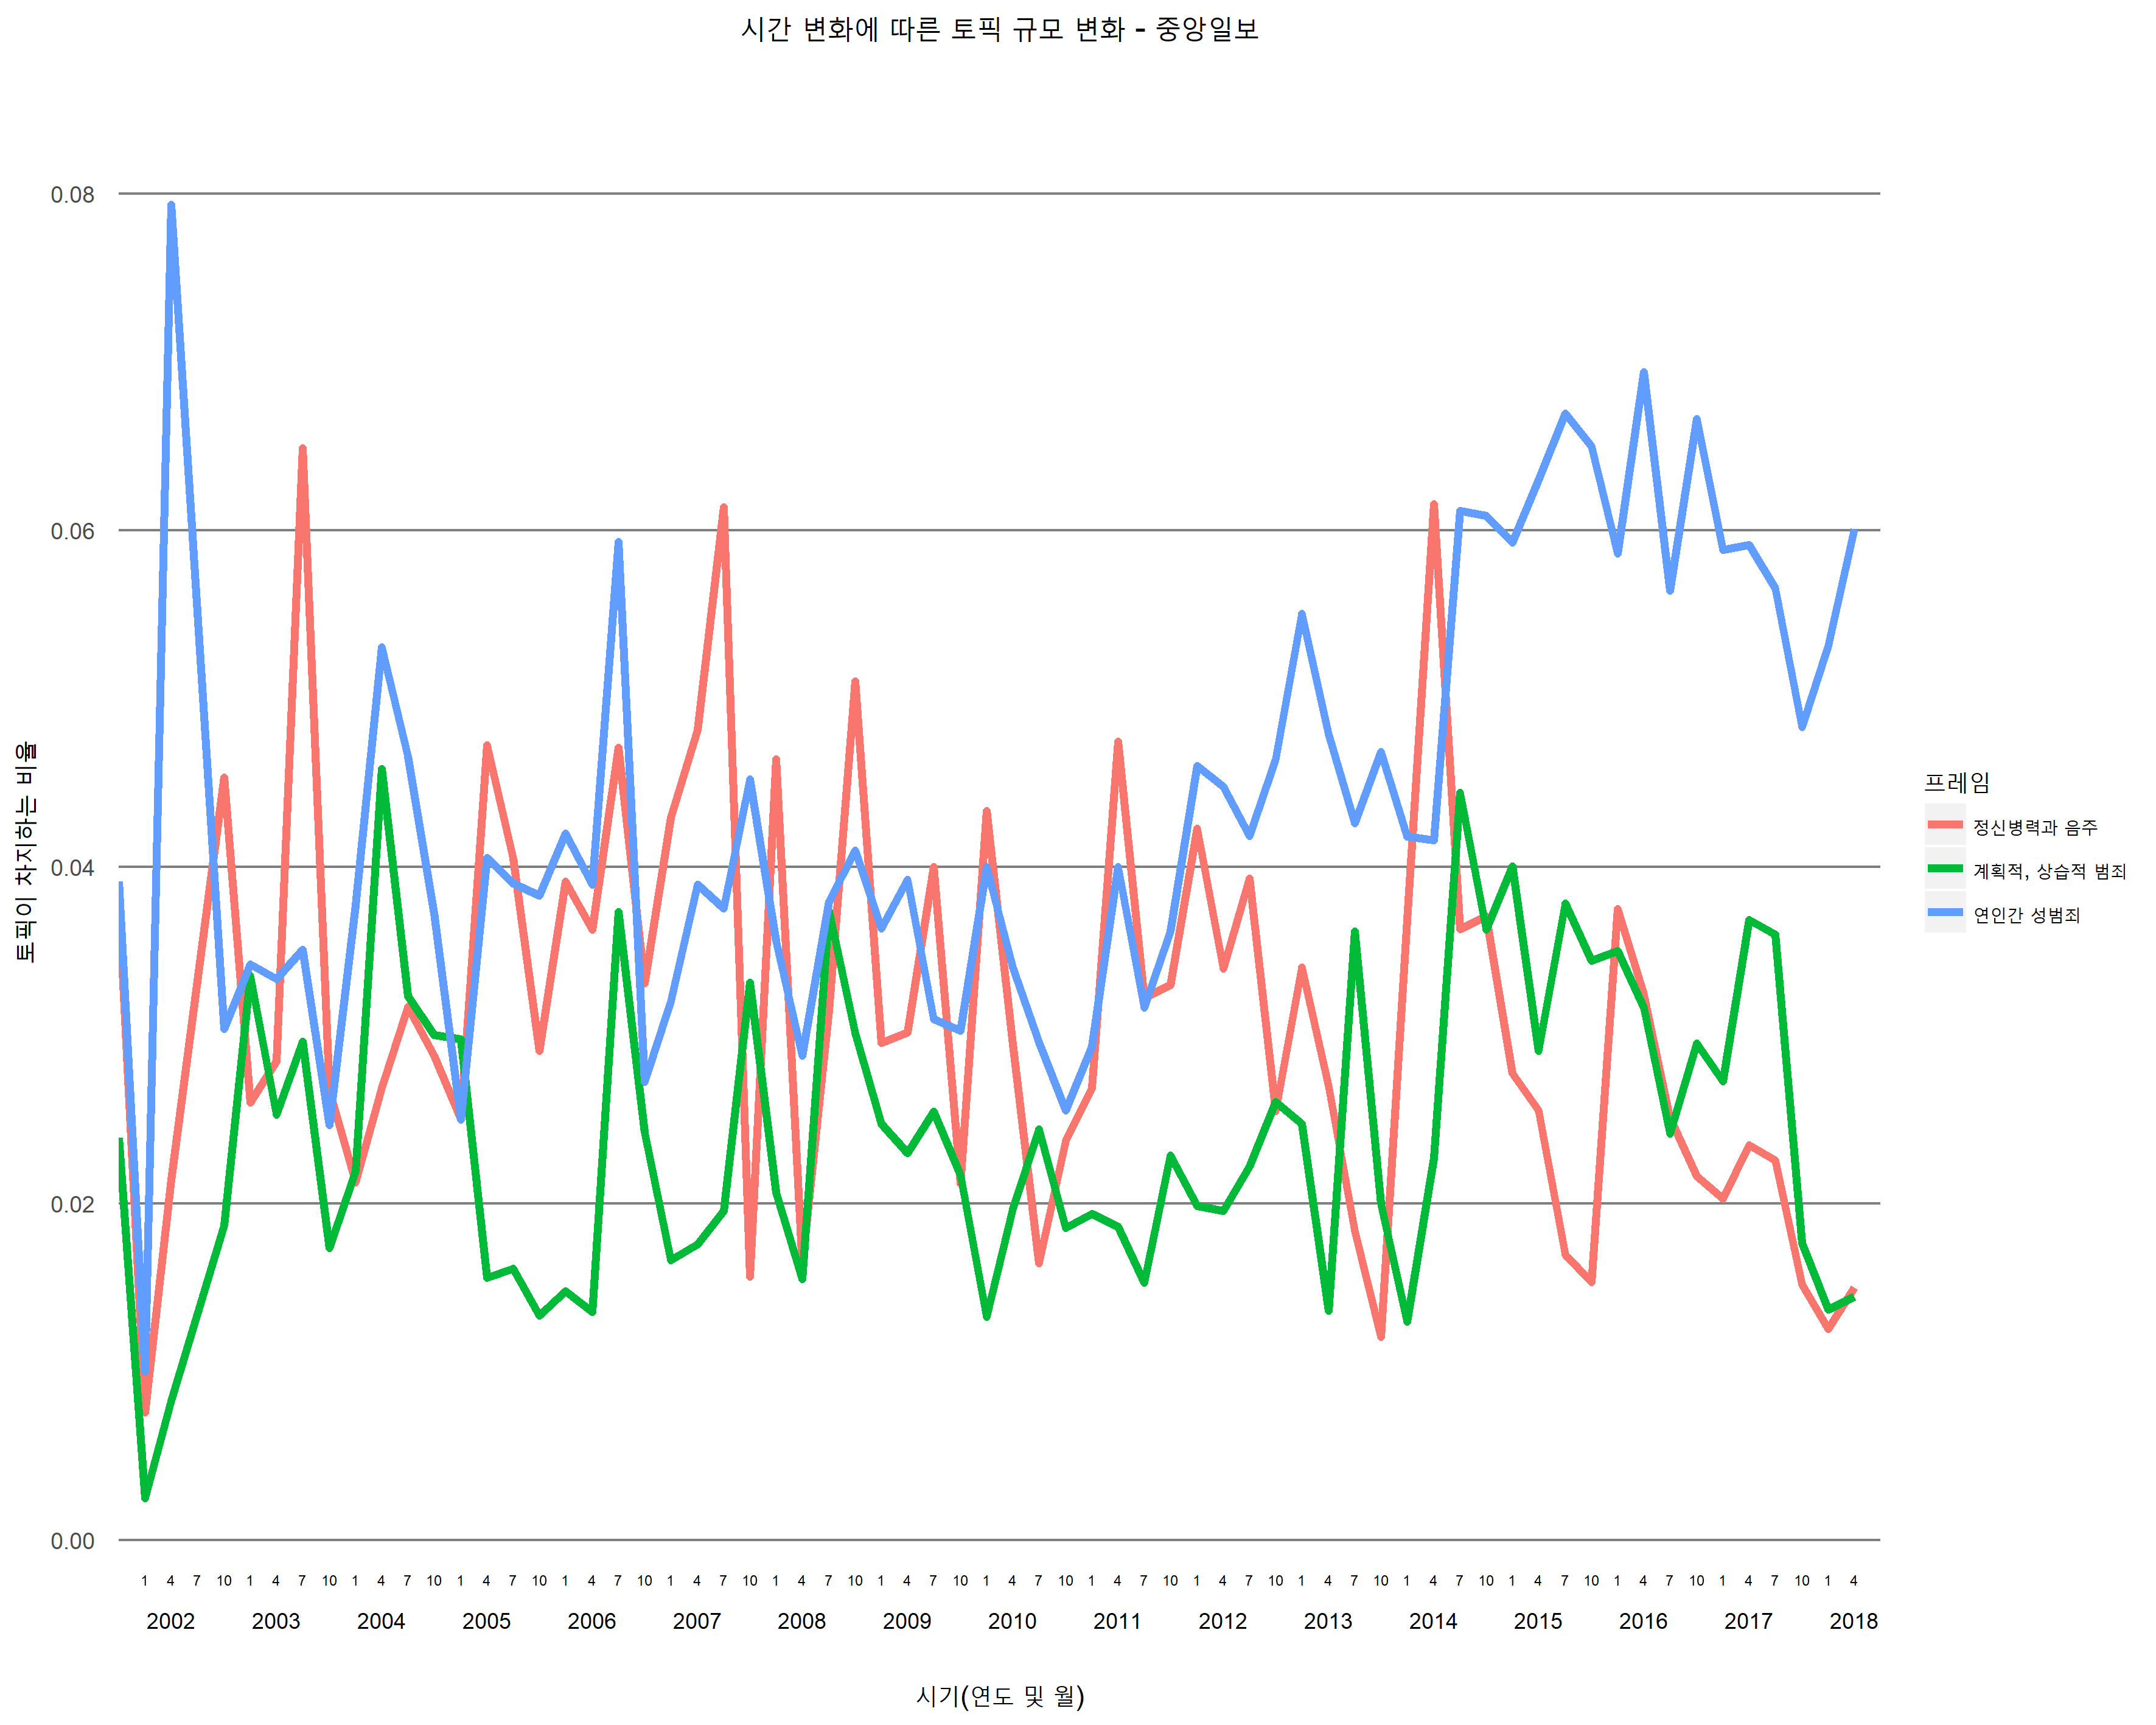 시간 변화에 따른 토픽 규모 변화 - 중앙일보
토픽이 차지하는 비율
0.08
0.06
0.04
0.02
0.00
1 4 7 10 1 4 7 10 1 4 7 10 1 4 7 10 1 4 7 10 1 4 7 10 1 4 7 10 1 4 7 10 1 4 7 10 1 4 7 10 1 4 7 10 1 4 7 10 1 4 7 10 1 4 7 10 1 4 7 10 1 4 7 10 1 4
2002 2003 2004 2005 2006 2007 2008 2009 2010 2011 2012 2013 2014 2015 2016 2017 2018
시기(연도 및 월)
프레임
정신병력과 음주
계획적, 상습적 범죄
연인간 성범죄